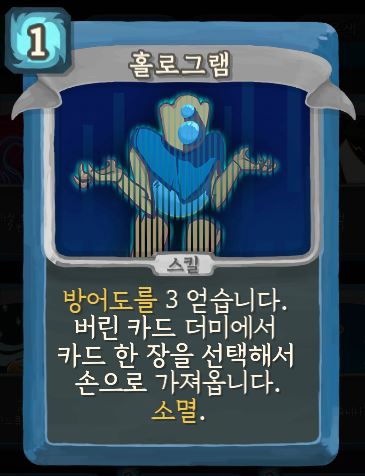 1
홀로그램
스킬
방어도를 3 얻습니다.
버린 카드 더미에서
카드 한 장을 선택해서
손으로 가져옵니다.
소멸.